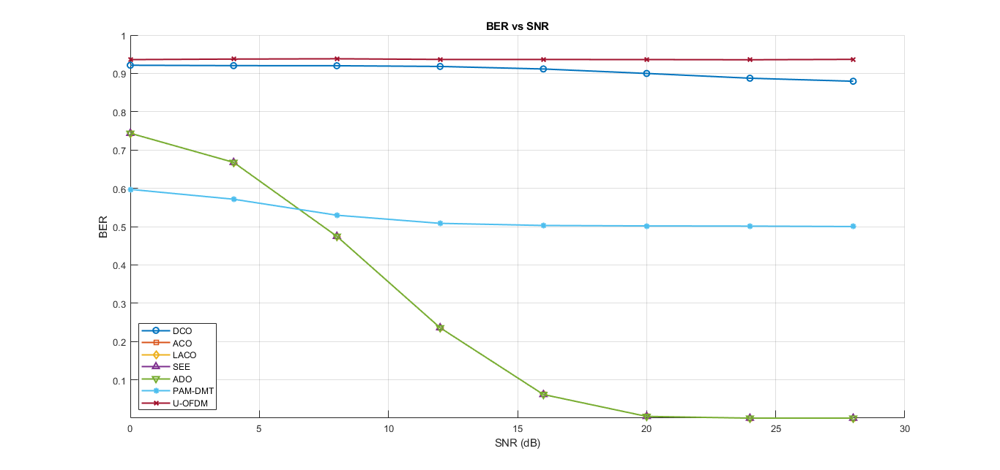 BER vs SNR
1
0.9
0.8
0.7
0.6
0.5
0.4
0.3
0.2
0.1
BER
DCO
ACO
LACO
SEE
ADO
PAM-DMT
U-OFDM
0 5 10 15 20 25 30
SNR (dB)